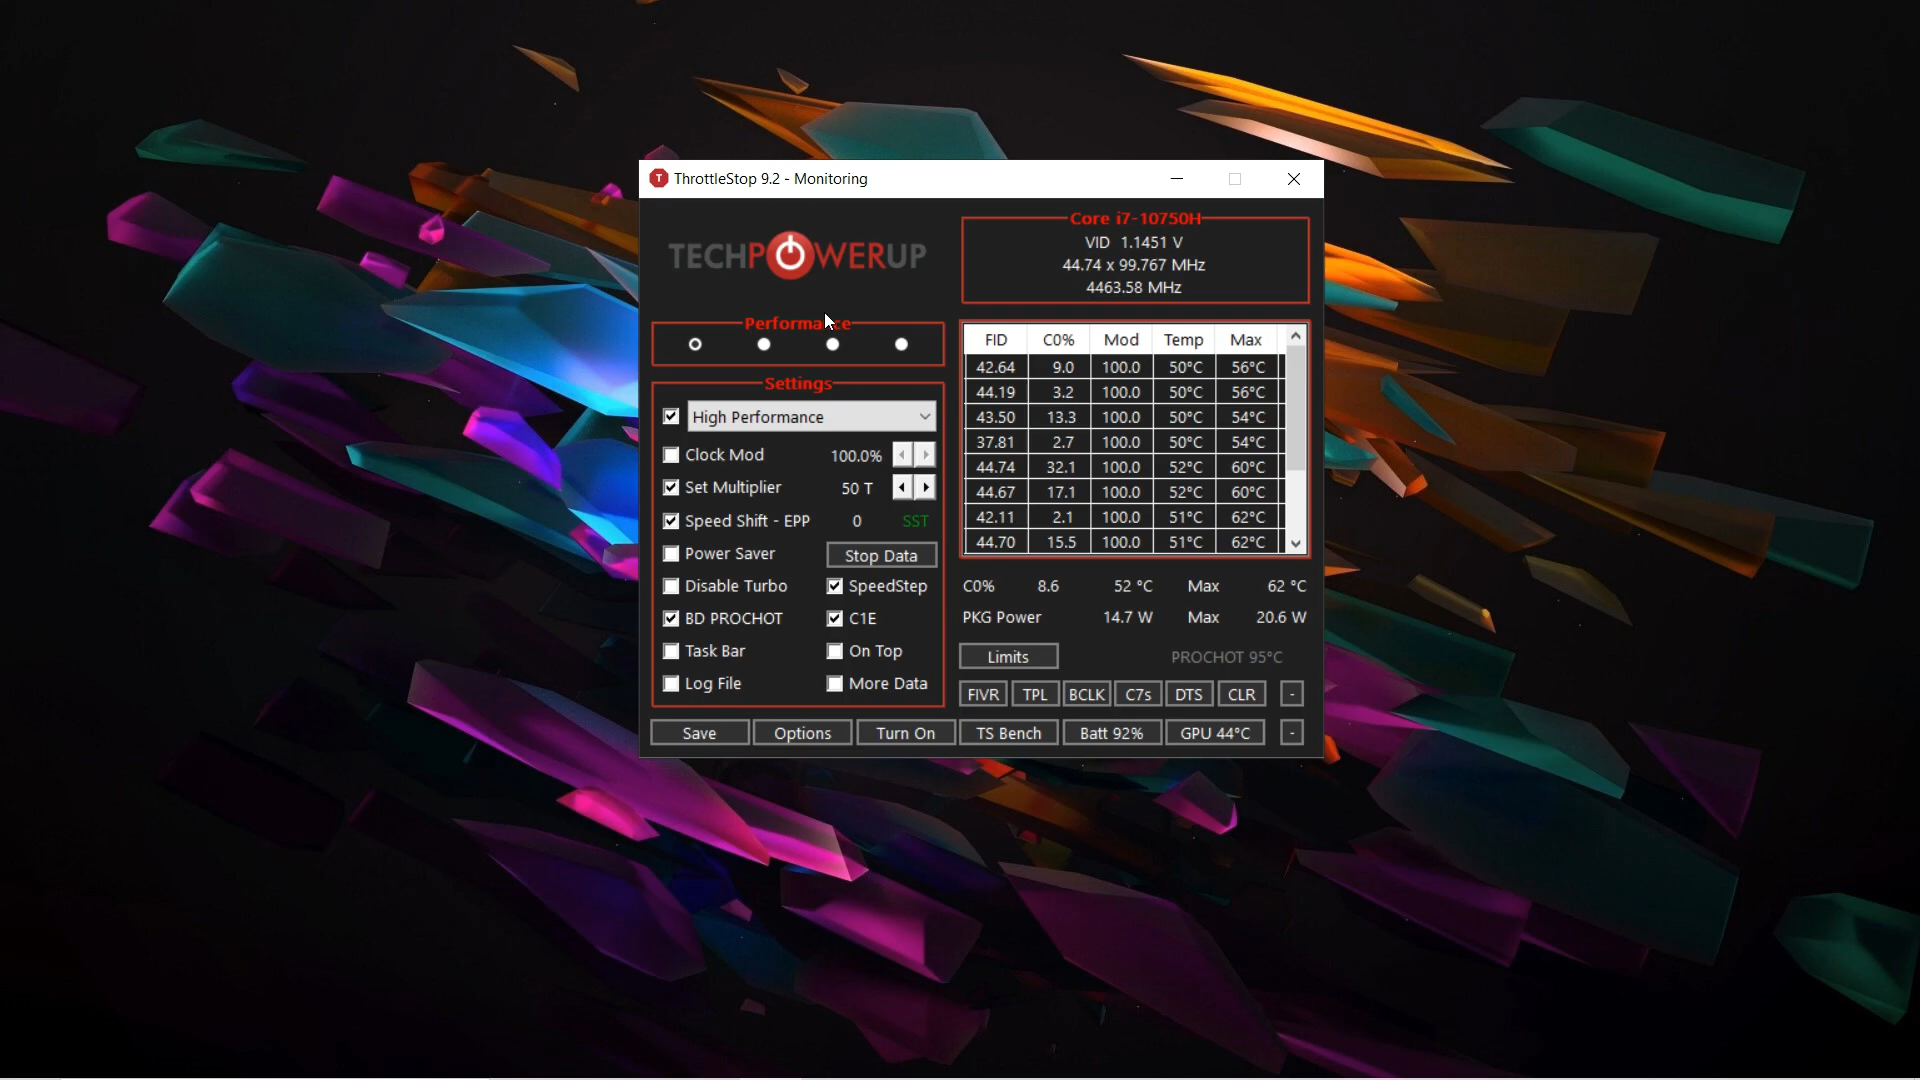 ThrottleStop 9.2 - Monitoring
TECHPOWERUP
Core i7-10750H
VID 1.1451 V
44.74 x 99.767 MHz
4463.58 MHz
Performance
Settings
High Performance
Clock Mod 100.0%
Set Multiplier 50 T
Speed Shift - EPP 0 SST
Power Saver Stop Data
Disable Turbo SpeedStep
BD PROCHOT C1E
Task Bar On Top
Log File More Data
FID C0% Mod Temp Max
42.64 9.0 100.0 50°C 56°C
44.19 3.2 100.0 50°C 56°C
43.50 13.3 100.0 50°C 54°C
37.81 2.7 100.0 50°C 54°C
44.74 32.1 100.0 52°C 60°C
44.67 17.1 100.0 52°C 60°C
42.11 2.1 100.0 51°C 62°C
44.70 15.5 100.0 51°C 62°C
C0% 8.6 52 °C Max 62 °C
PKG Power 14.7 W Max 20.6 W
Limits PROCHOT 95°C
FIVR TPL BCLK C7s DTS CLR -
Save Options Turn On TS Bench Batt 92% GPU 44°C -